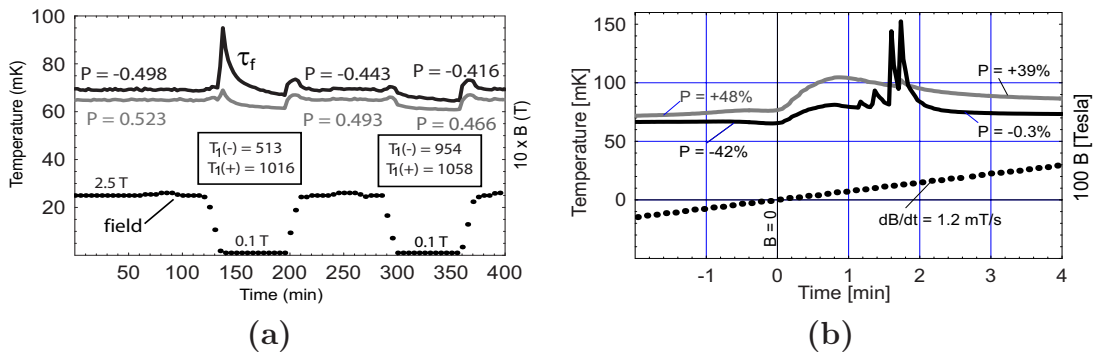 100
80
60
40
20
Temperature (mK)
10 x B (T)
P = -0.498
τf
P = -0.443
P = -0.416
P = 0.523
P = 0.493
P = 0.466
T1(-) = 513
T1(+) = 1016
T1(-) = 954
T1(+) = 1058
2.5 T
field
0.1 T
0.1 T
50 100 150 200 250 300 350 400
Time (min)
(a)
150
100
50
0
Temperature [mK]
100 B [Tesla]
P = +48%
P = +39%
P = -42%
P = -0.3%
dB/dt = 1.2 mT/s
B = 0
-1 0 1 2 3 4
Time [min]
(b)